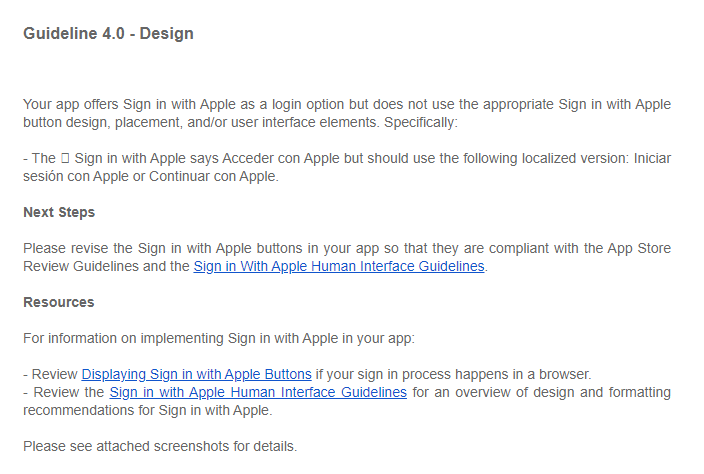 Guideline 4.0 - Design
Your app offers Sign in with Apple as a login option but does not use the appropriate Sign in with Apple
button design, placement, and/or user interface elements. Specifically:
- The  Sign in with Apple says Acceder con Apple but should use the following localized version: Iniciar
sesión con Apple or Continuar con Apple.
Next Steps
Please revise the Sign in with Apple buttons in your app so that they are compliant with the App Store
Review Guidelines and the Sign in With Apple Human Interface Guidelines.
Resources
For information on implementing Sign in with Apple in your app:
- Review Displaying Sign in with Apple Buttons if your sign in process happens in a browser.
- Review the Sign in with Apple Human Interface Guidelines for an overview of design and formatting
recommendations for Sign in with Apple.
Please see attached screenshots for details.